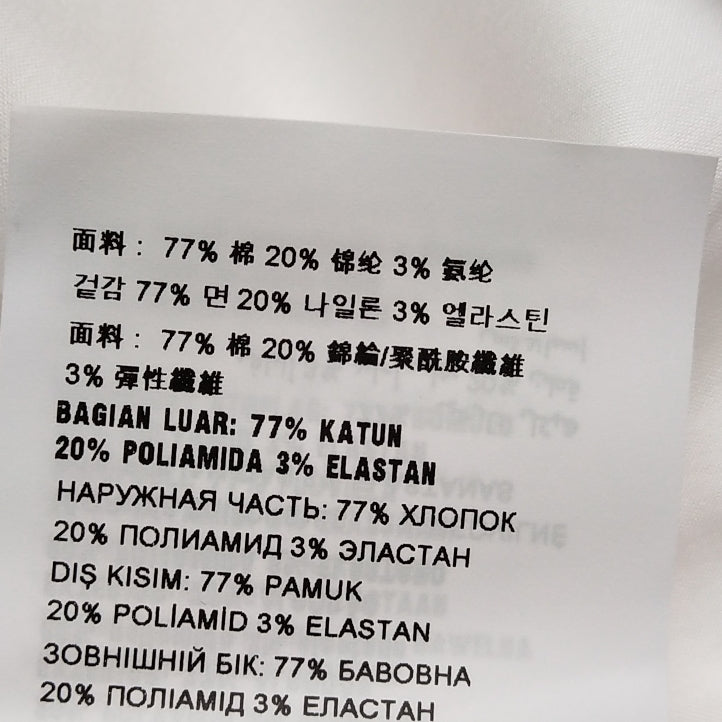 面料： 77% 棉 20% 锦纶 3% 氨纶
겉감 77% 면 20% 나일론 3% 엘라스틴
面料： 77% 棉 20% 錦綸/聚酰胺纖維
3% 彈性纖維
BAGIAN LUAR: 77% KATUN
20% POLIAMIDA 3% ELASTAN
НАРУЖНАЯ ЧАСТЬ: 77% ХЛОПОК
20% ПОЛИАМИД 3% ЭЛАСТАН
DIŞ KISIM: 77% PAMUK
20% POLİAMİD 3% ELASTAN
ЗОВНІШНІЙ БІК: 77% БАВОВНА
20% ПОЛІАМІД 3% ЕЛАСТАН